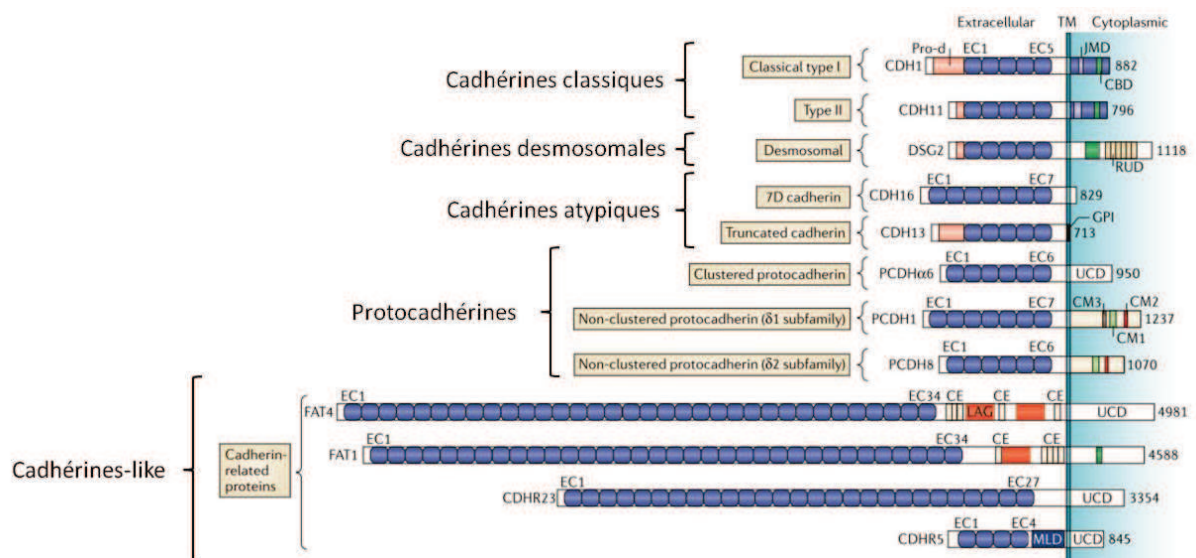 Extracellular TM Cytoplasmic
Pro-d EC1 EC5 JMD
Cadhérines classiques Classical type I CDH1 882
CBD
Type II CDH11 796
Cadhérines desmosomales Desmosomal DSG2 1118
RUD
EC1 EC7
7D cadherin CDH16 829
Cadhérines atypiques
GPI
Truncated cadherin CDH13 713
EC1 EC6
Clustered protocadherin PCDHα6 UCD 950
EC1 EC7 CM3 CM2
Protocadhérines Non-clustered protocadherin (δ1 subfamily) PCDH1 1237
CM1
EC1 EC6
Non-clustered protocadherin (δ2 subfamily) PCDH8 1070
EC1 EC34 CE CE CE
FAT4 LAG UCD 4981
EC1 EC34 CE CE
Cadhérines-like Cadherin-related proteins FAT1 4588
EC1 EC27
CDHR23 UCD 3354
EC1 EC4
CDHR5 MLD UCD 845